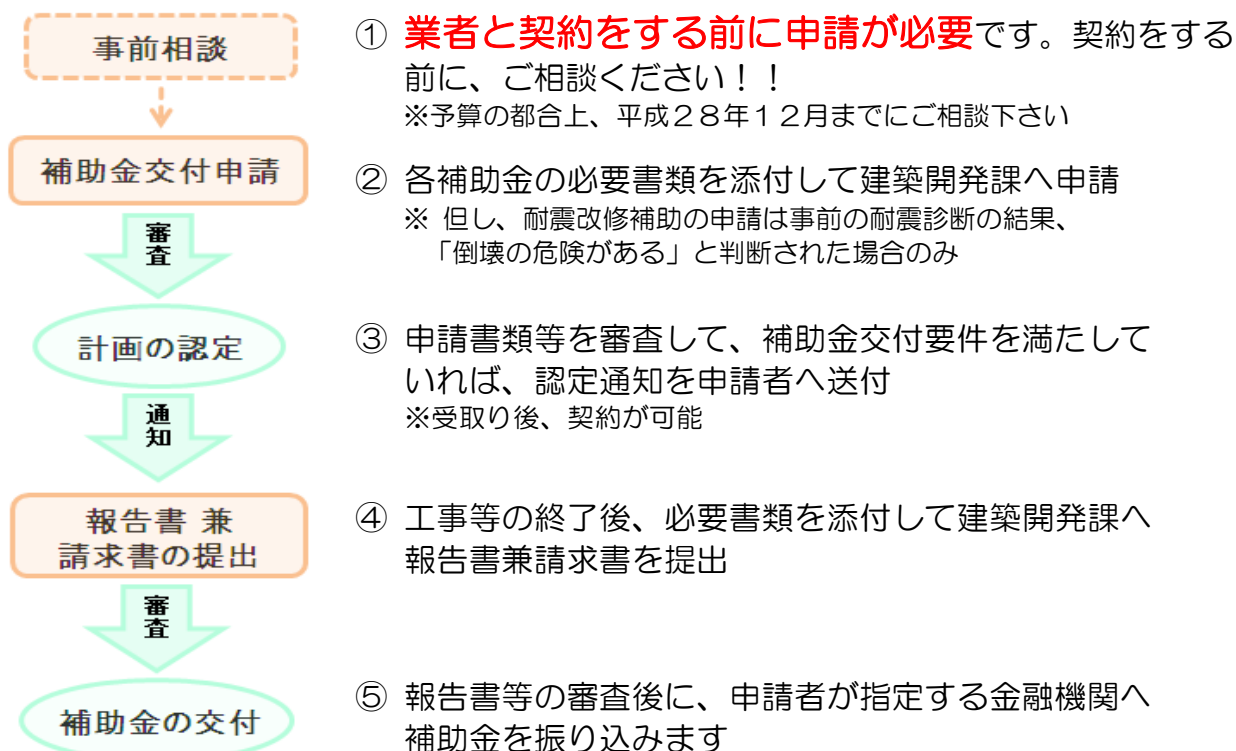 事前相談
① 業者と契約をする前に申請が必要です。契約をする
前に、ご相談ください！！
※予算の都合上、平成２８年１２月までにご相談下さい
補助金交付申請
② 各補助金の必要書類を添付して建築開発課へ申請
※ 但し、耐震改修補助の申請は事前の耐震診断の結果、
「倒壊の危険がある」と判断された場合のみ
審査
計画の認定
③ 申請書類等を審査して、補助金交付要件を満たして
いれば、認定通知を申請者へ送付
※受取り後、契約が可能
通知
報告書 兼
請求書の提出
④ 工事等の終了後、必要書類を添付して建築開発課へ
報告書兼請求書を提出
審査
補助金の交付
⑤ 報告書等の審査後に、申請者が指定する金融機関へ
補助金を振り込みます